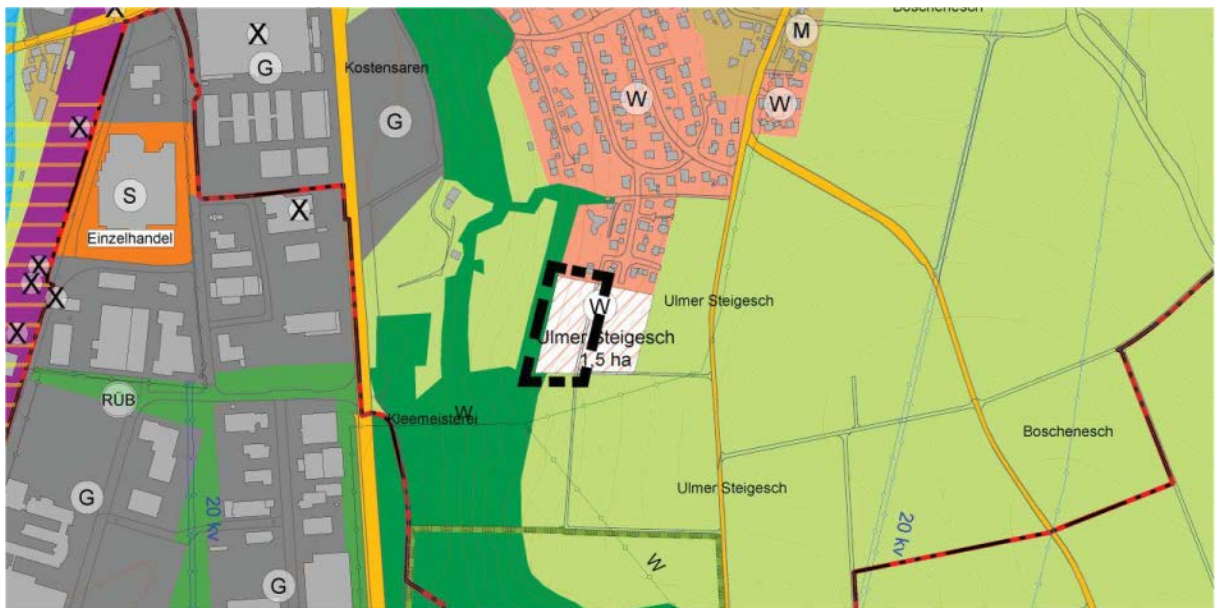 X
Boschenesch
M
X
G
Kostensaren
W
W
G
X
S
X
Einzelhandel
X
X
X
W
Ulmer Steigesch
Ulmer Steigesch
X
1,5 ha
RÜB
W
Kleemeisterei
Boschenesch
Ulmer Steigesch
G
20 kv
20 kv
W
G